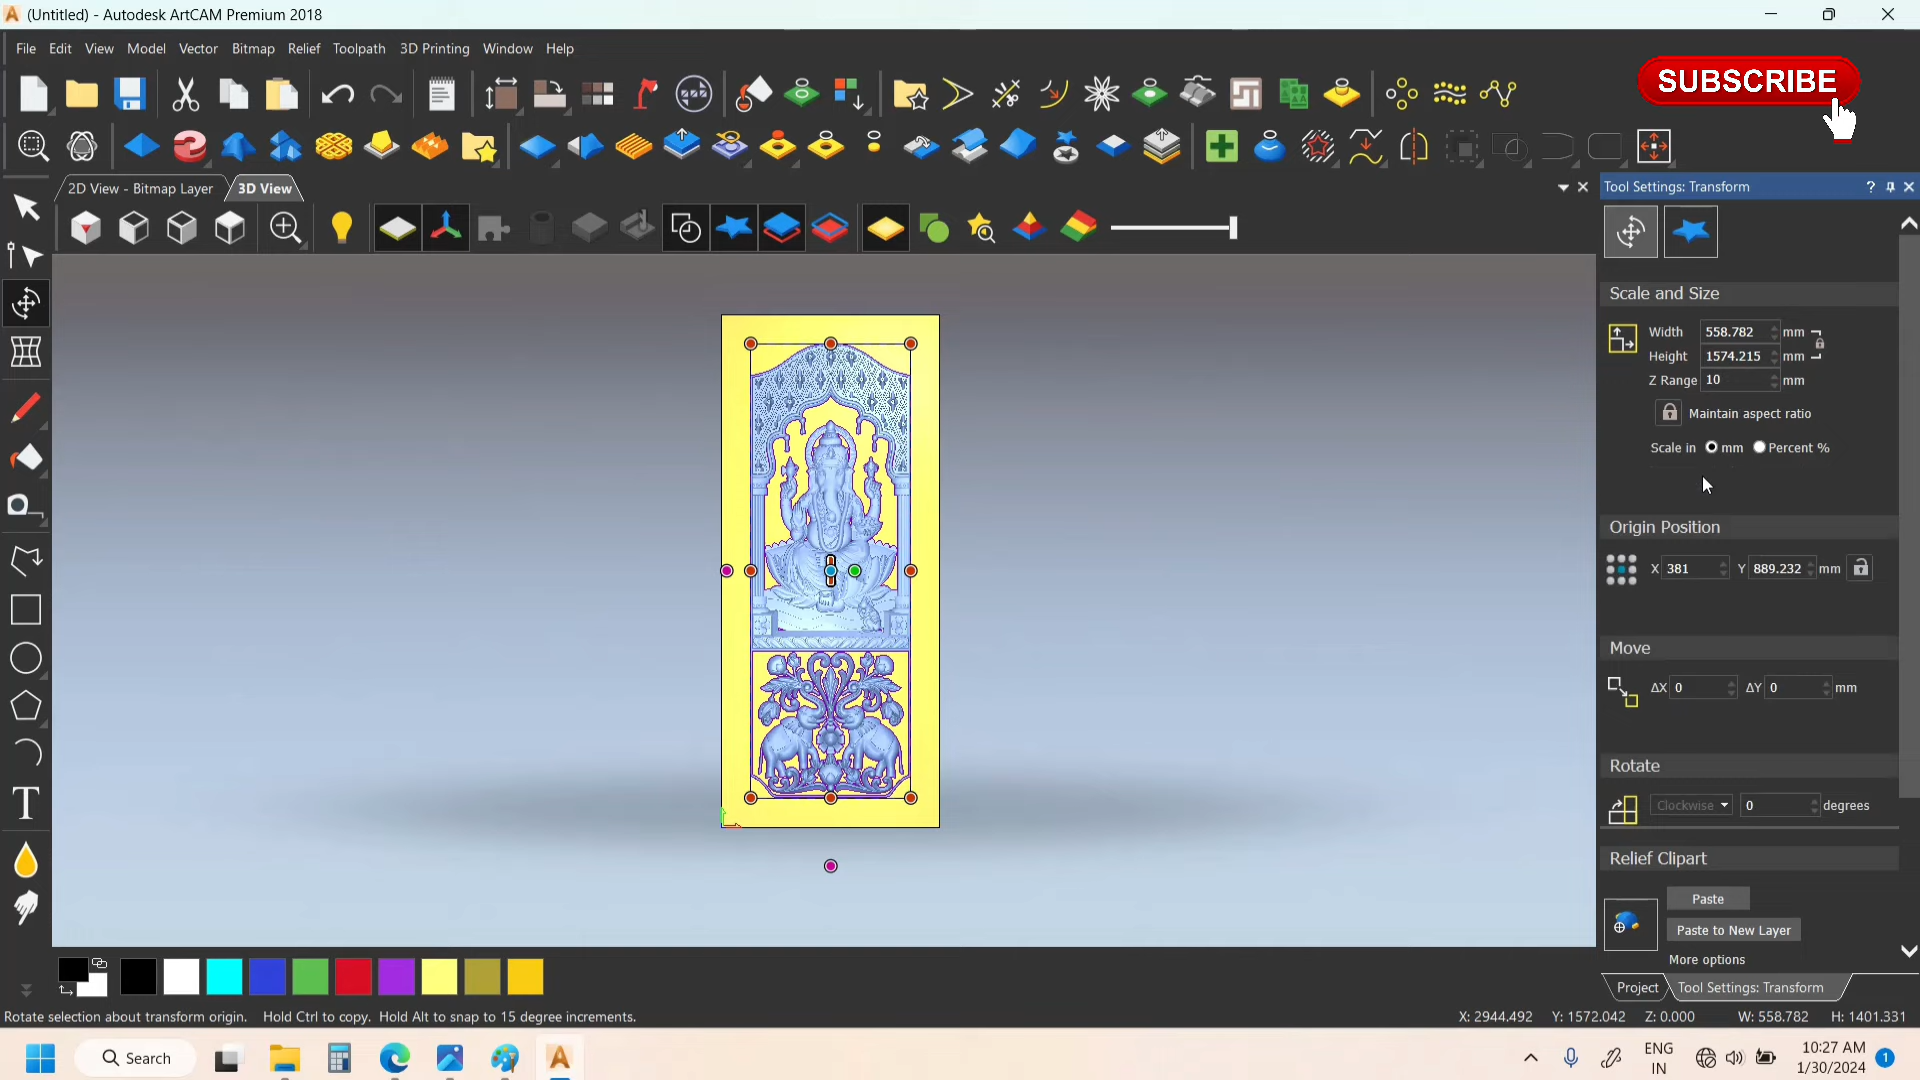 (Untitled) - Autodesk ArtCAM Premium 2018
File Edit View Model Vector Bitmap Relief Toolpath 3D Printing Window Help
SUBSCRIBE
2D View - Bitmap Layer 3D View
Tool Settings: Transform
Scale and Size
Width 558.782 mm
Height 1574.215 mm
Z Range 10 mm
Maintain aspect ratio
Scale in mm Percent %
Origin Position
X 381 Y 889.232 mm
Move
ΔX 0 ΔY 0 mm
Rotate
Clockwise 0 degrees
Relief Clipart
Paste
Paste to New Layer
More options
Project Tool Settings: Transform
Rotate selection about transform origin. Hold Ctrl to copy. Hold Alt to snap to 15 degree increments.
X: 2944.492 Y: 1572.042 Z: 0.000 W: 558.782 H: 1401.331
Search
ENG
IN
10:27 AM
1/30/2024
1